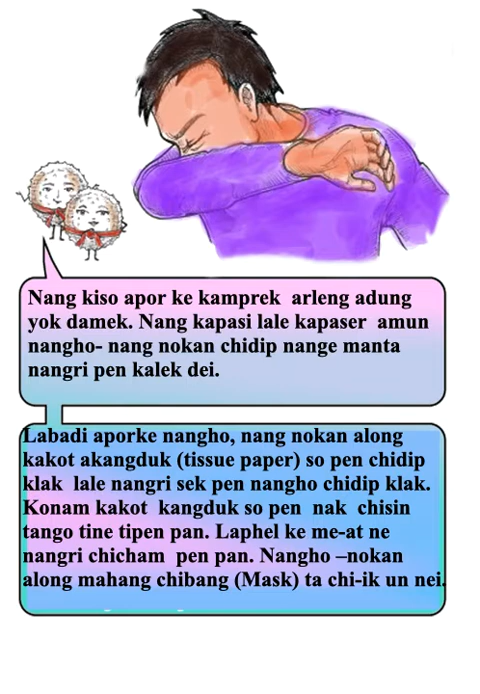 Nang kiso apor ke kamprek arleng adung
yok damek. Nang kapasi lale kapaser amun
nangho- nang nokan chidip nange manta
nangri pen kalek dei.
Labadi aporke nangho, nang nokan along
kakot akangduk (tissue paper) so pen chidip
klak lale nangri sek pen nangho chidip klak.
Konam kakot kangduk so pen nak chisin
tango tine tipen pan. Laphel ke me-at ne
nangri chicham pen pan. Nangho –nokan
along mahang chibang (Mask) ta chi-ik un nei.